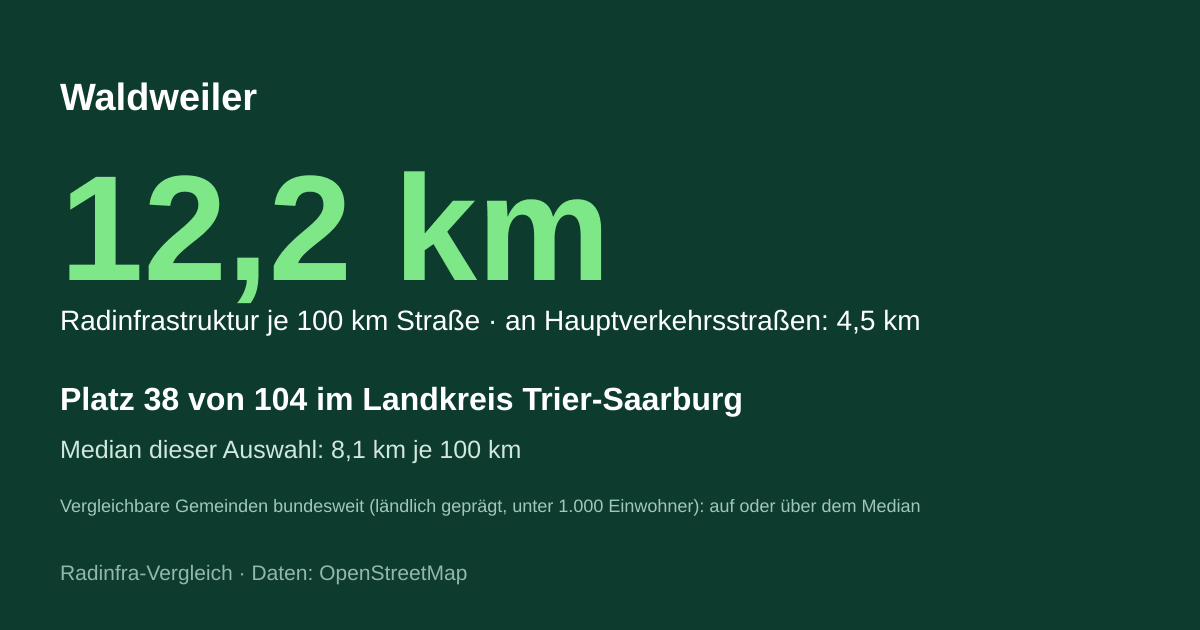 Waldweiler
12,2 km
Radinfrastruktur je 100 km Straße · an Hauptverkehrsstraßen: 4,5 km
Platz 38 von 104 im Landkreis Trier-Saarburg
Median dieser Auswahl: 8,1 km je 100 km
Vergleichbare Gemeinden bundesweit (ländlich geprägt, unter 1.000 Einwohner): auf oder über dem Median
Radinfra-Vergleich · Daten: OpenStreetMap